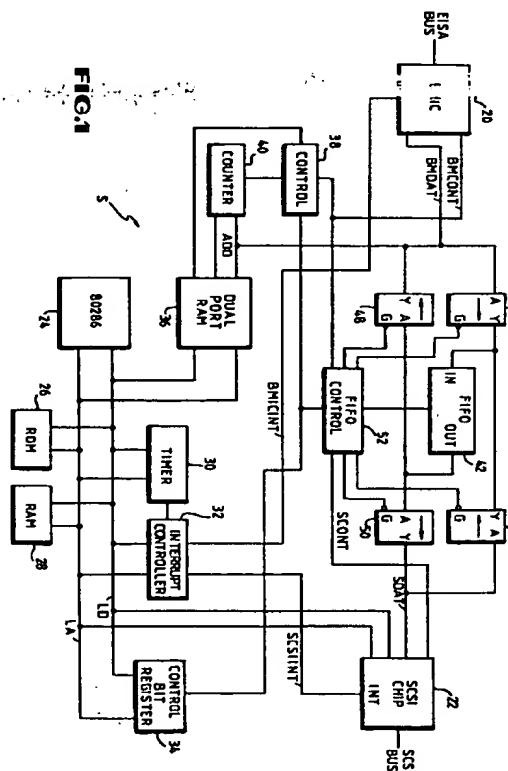 EISA
BUS
20
BMCONT
BMDAT
A
Y
G
IN
FIFO
OUT
42
Y
A
G
48
Y
A
G
FIFO
CONTROL
52
50
A
Y
G
SCONT
SDAT
22
SCSI
CHIP
INT
SCS
BUS
38
CONTROL
40
COUNTER
ADD
DUAL
PORT
RAM
36
BMICINT
30
TIMER
32
INTERRUPT
CONTROLLER
SCSIINT
S
80286
24
26
ROM
RAM
28
LD
LA
CONTROL
BIT
REGISTER
34
FIG.1